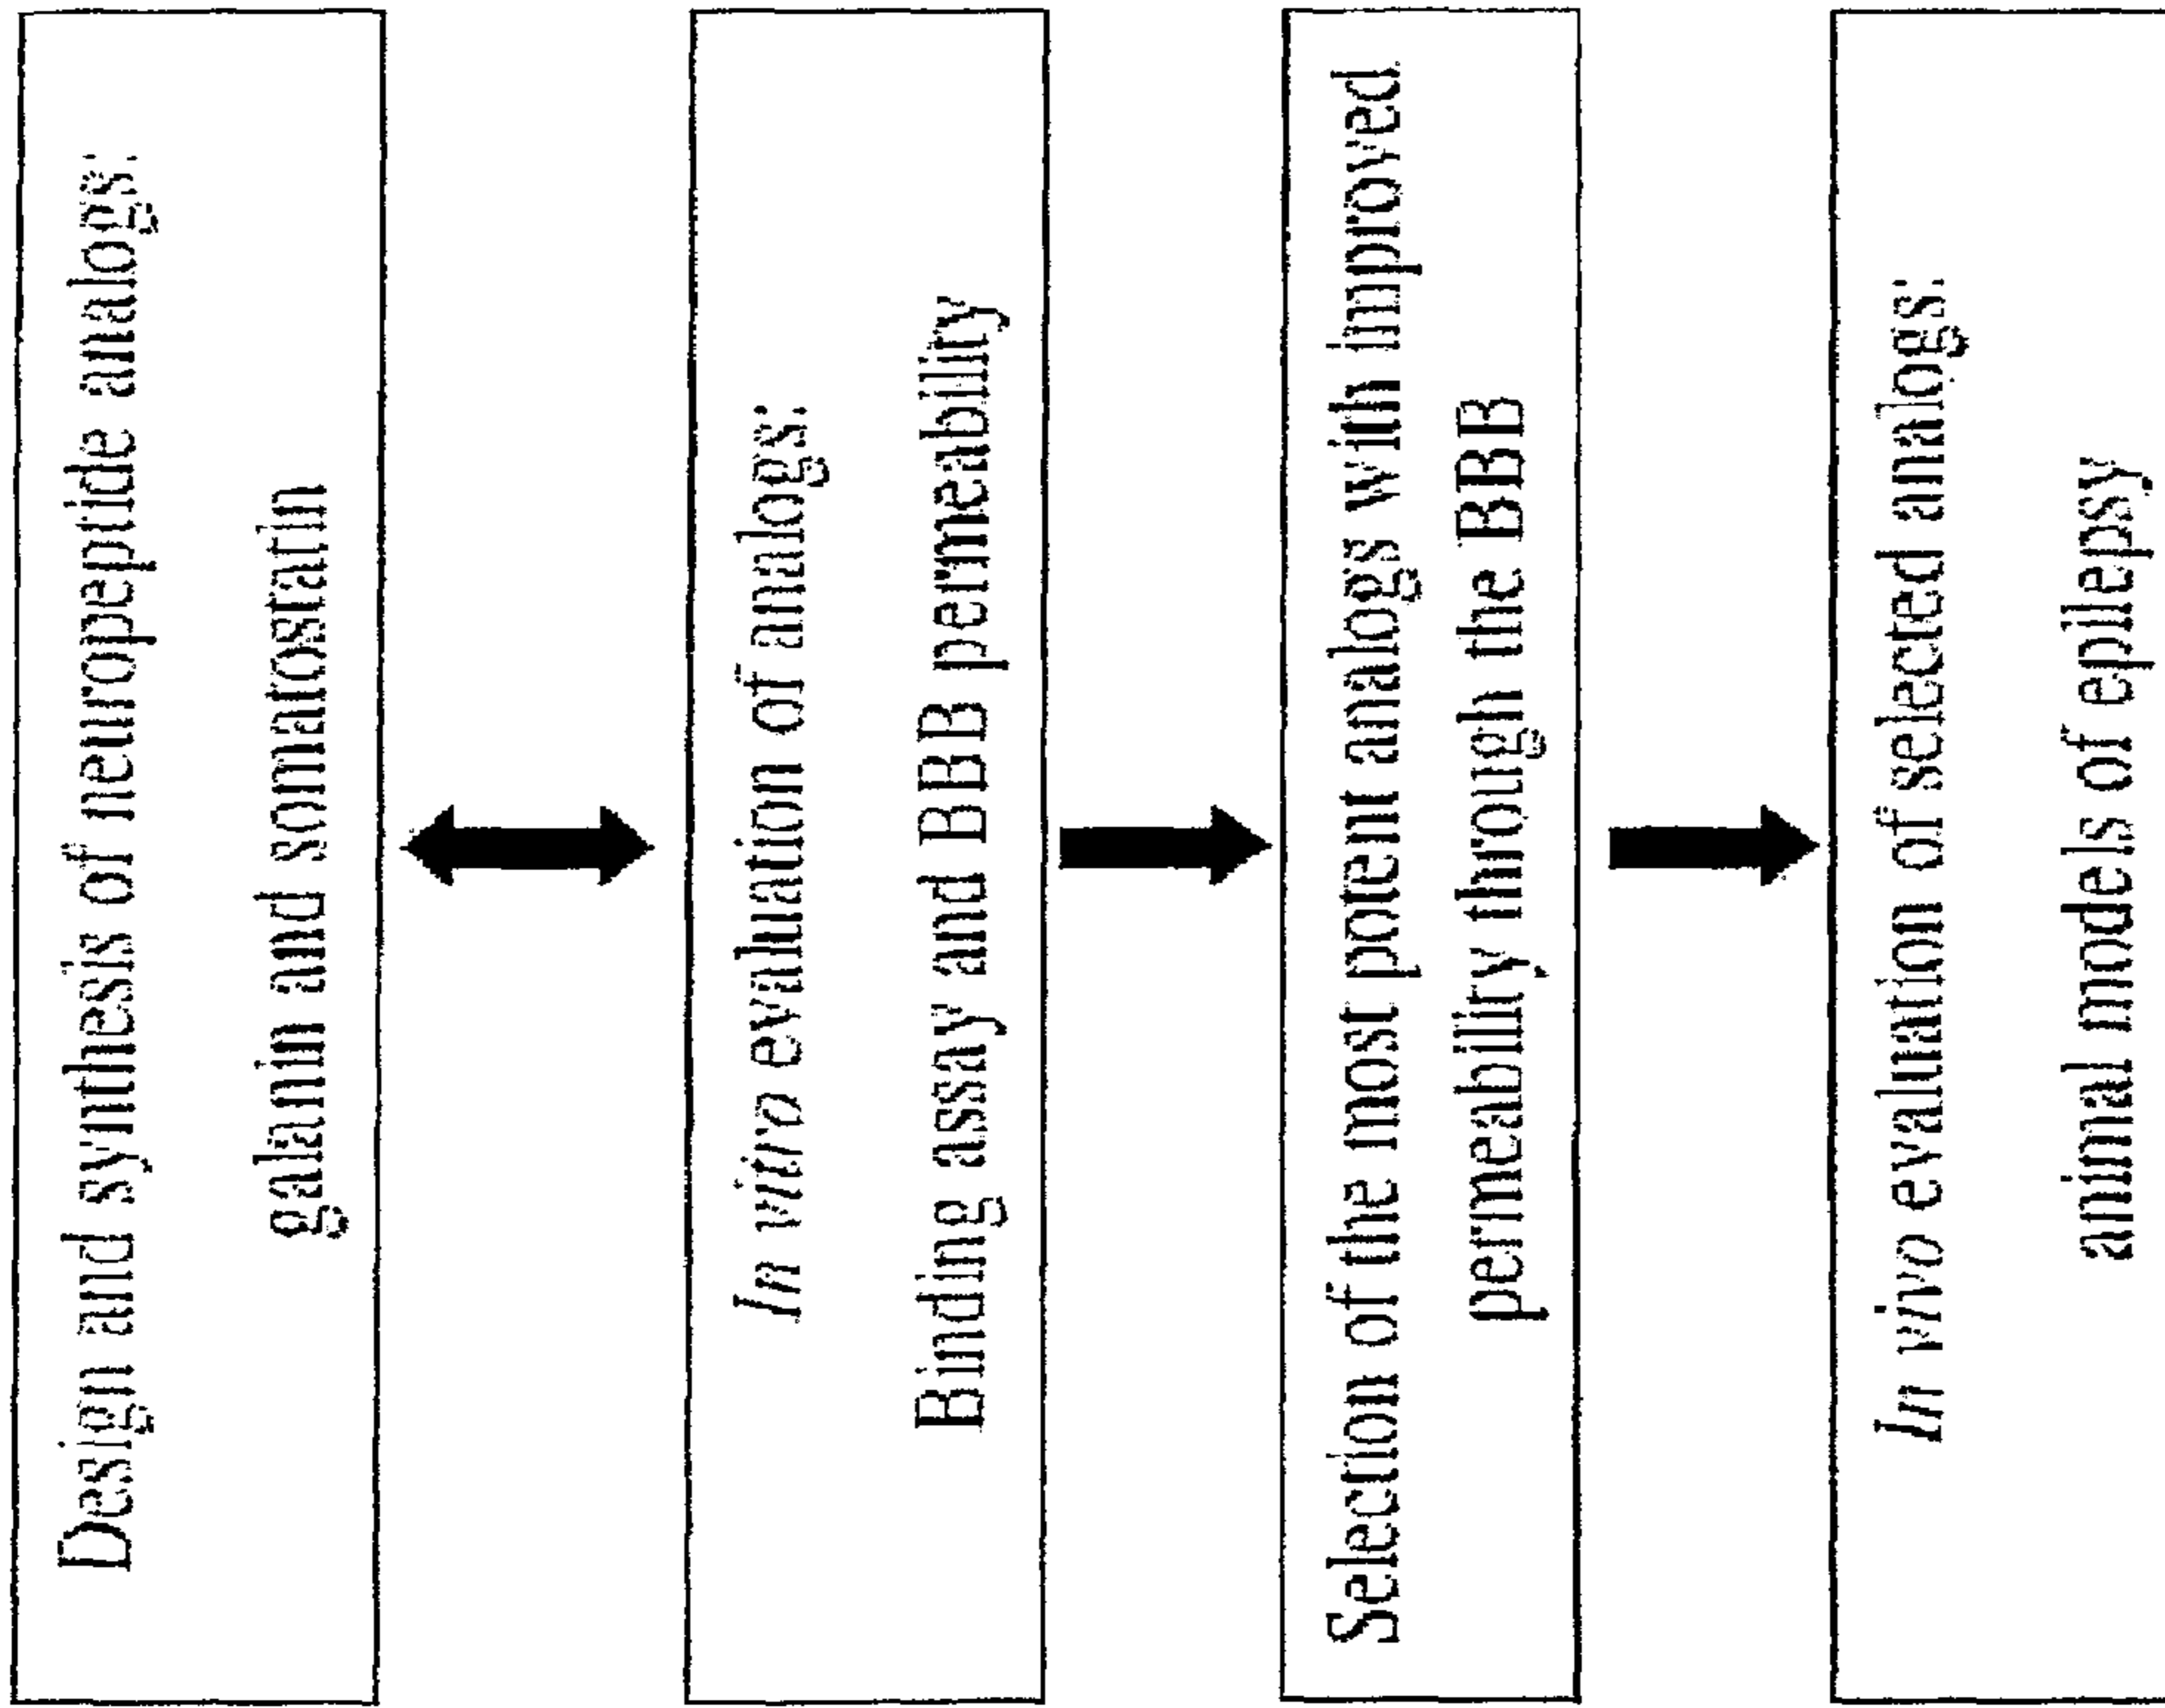 Design and synthesis of neuropeptide analogs:
galanin and somatostatin
In vitro evaluation of analogs:
Binding assay and BBB permeability
Selection of the most potent analogs with improved
permeability through the BBB
In vivo evaluation of selected analogs:
animal models of epilepsy